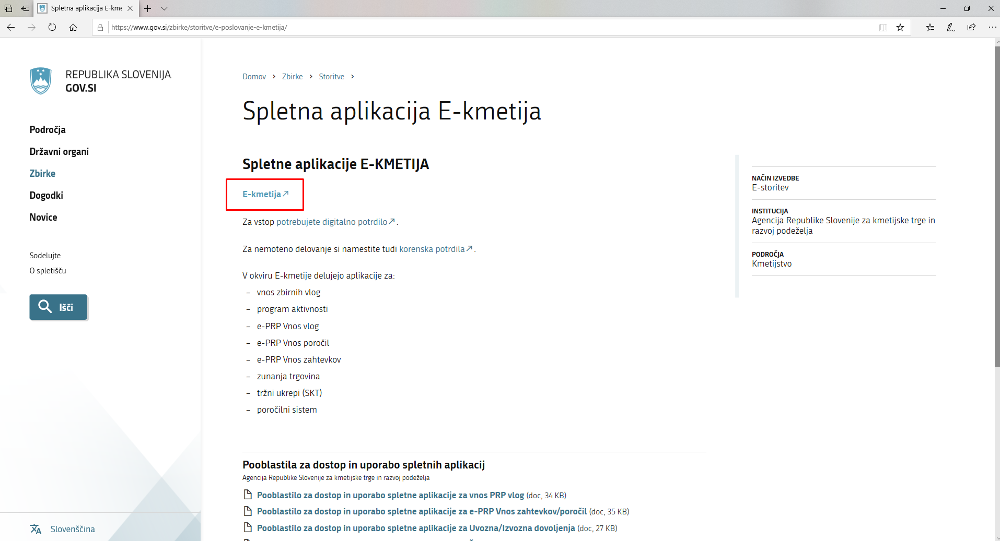 Spletna aplikacija E-kme
https://www.gov.si/zbirke/storitve/e-poslovanje-e-kmetija/
REPUBLIKA SLOVENIJA
GOV.SI
Področja
Državni organi
Zbirke
Dogodki
Novice
Sodelujte
O spletišču
Išči
Slovenščina
Domov > Zbirke > Storitve >
Spletna aplikacija E-kmetija
Spletne aplikacije E-KMETIJA
E-kmetija
Za vstop potrebujete digitalno potrdilo.
Za nemoteno delovanje si namestite tudi korenska potrdila.
V okviru E-kmetije delujejo aplikacije za:
– vnos zbirnih vlog
– program aktivnosti
– e-PRP Vnos vlog
– e-PRP Vnos poročil
– e-PRP Vnos zahtevkov
– zunanja trgovina
– tržni ukrepi (SKT)
– poročilni sistem
NAČIN IZVEDBE
E-storitev
INSTITUCIJA
Agencija Republike Slovenije za kmetijske trge in
razvoj podeželja
PODROČJA
Kmetijstvo
Pooblastila za dostop in uporabo spletnih aplikacij
Agencija Republike Slovenije za kmetijske trge in razvoj podeželja
Pooblastilo za dostop in uporabo spletne aplikacije za vnos PRP vlog (doc, 34 KB)
Pooblastilo za dostop in uporabo spletne aplikacije za e-PRP Vnos zahtevkov/poročil (doc, 35 KB)
Pooblastilo za dostop in uporabo spletne aplikacije za Uvozna/Izvozna dovoljenja (doc, 27 KB)